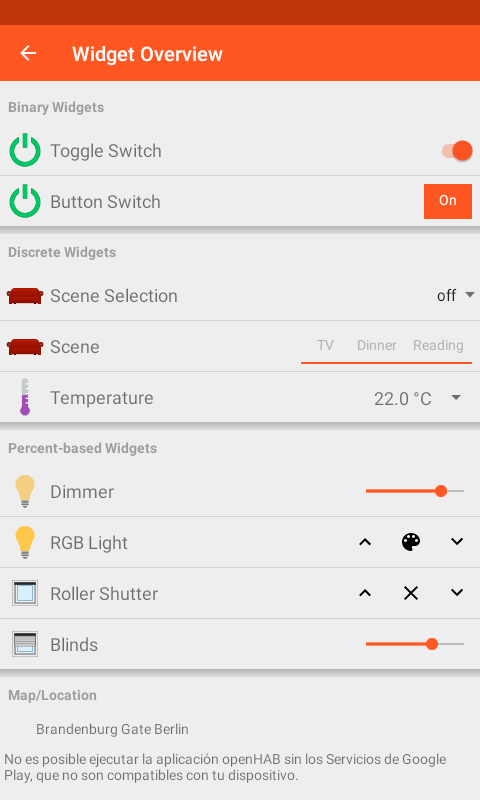 Widget Overview
Binary Widgets
Toggle Switch
Button Switch
On
Discrete Widgets
Scene Selection
off
Scene
TV
Dinner
Reading
Temperature
22.0 °C
Percent-based Widgets
Dimmer
RGB Light
Roller Shutter
Blinds
Map/Location
Brandenburg Gate Berlin
No es posible ejecutar la aplicación openHAB sin los Servicios de Google
Play, que no son compatibles con tu dispositivo.